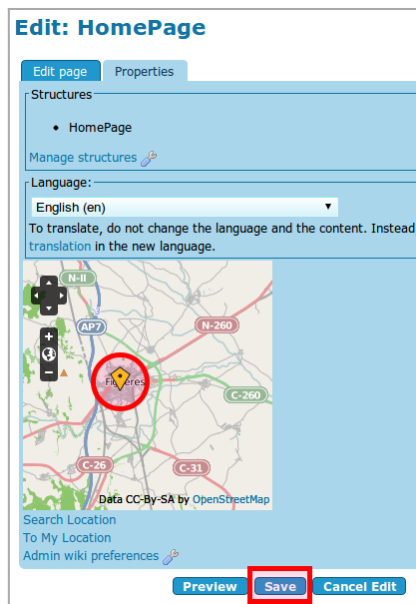 Edit: HomePage
Edit page Properties
Structures
HomePage
Manage structures
Language:
English (en)
To translate, do not change the language and the content. Instead
translation in the new language.
N-II
AP7
N-260
Figueres
C-260
C-26
C-31
Data CC-By-SA by OpenStreetMap
Search Location
To My Location
Admin wiki preferences
Preview Save Cancel Edit